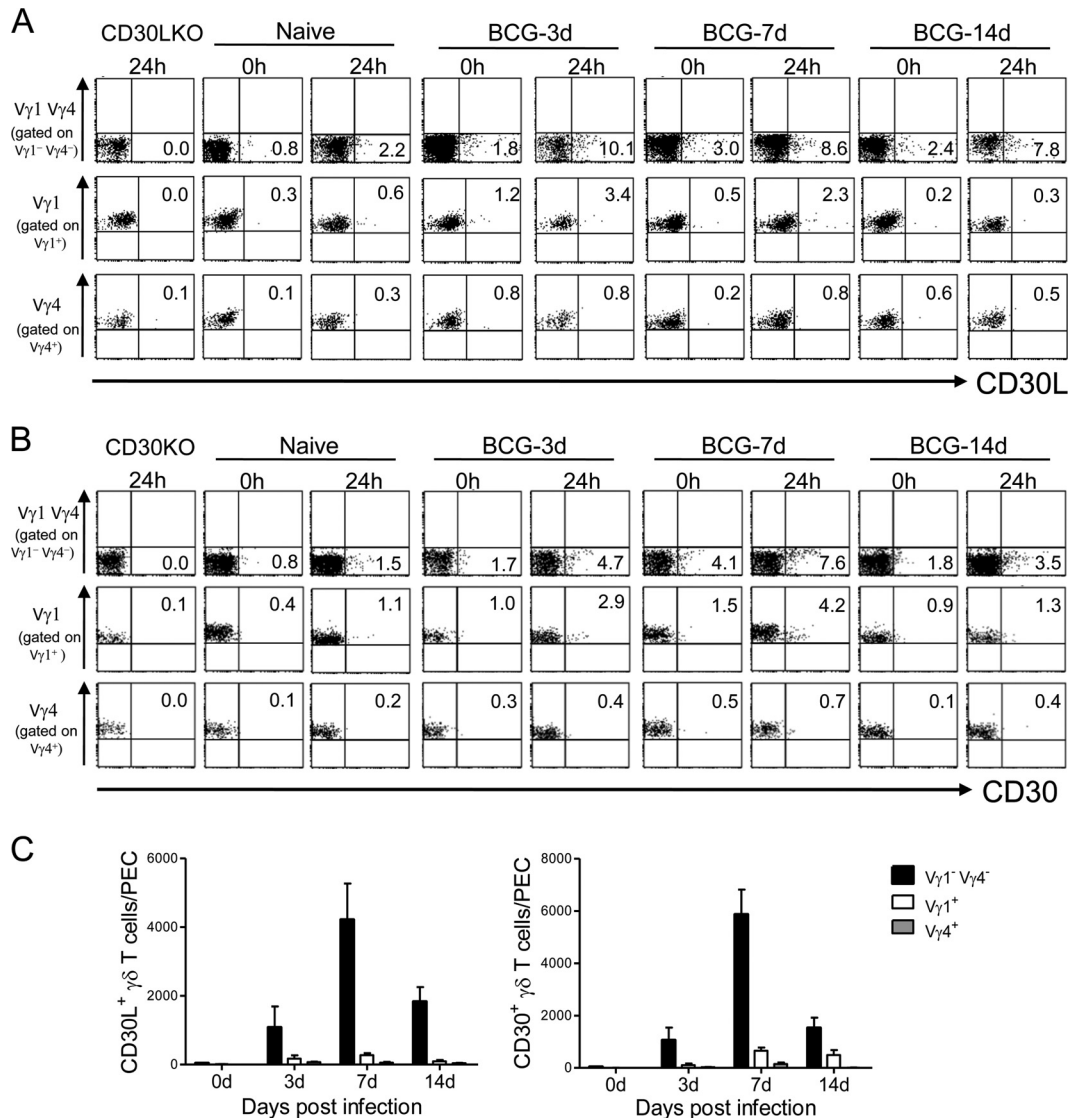 A
CD30LKO Naive BCG-3d BCG-7d BCG-14d
24h 0h 24h 0h 24h 0h 24h 0h 24h
Vγ1 Vγ4
(gated on
Vγ1⁻ Vγ4⁻)
0.0 0.8 2.2 1.8 10.1 3.0 8.6 2.4 7.8
Vγ1
(gated on
Vγ1⁺)
0.0 0.3 0.6 1.2 3.4 0.5 2.3 0.2 0.3
Vγ4
(gated on
Vγ4⁺)
0.1 0.1 0.3 0.8 0.8 0.2 0.8 0.6 0.5
CD30L
B
CD30KO Naive BCG-3d BCG-7d BCG-14d
24h 0h 24h 0h 24h 0h 24h 0h 24h
Vγ1 Vγ4
(gated on
Vγ1⁻ Vγ4⁻)
0.0 0.8 1.5 1.7 4.7 4.1 7.6 1.8 3.5
Vγ1
(gated on
Vγ1⁺ )
0.1 0.4 1.1 1.0 2.9 1.5 4.2 0.9 1.3
Vγ4
(gated on
Vγ4⁺)
0.0 0.1 0.2 0.3 0.4 0.5 0.7 0.1 0.4
CD30
C
CD30L⁺ γδ T cells/PEC
6000
4000
2000
0
0d 3d 7d 14d
Days post infection
CD30⁺ γδ T cells/PEC
8000
6000
4000
2000
0
0d 3d 7d 14d
Days post infection
Vγ1⁻ Vγ4⁻
Vγ1⁺
Vγ4⁺